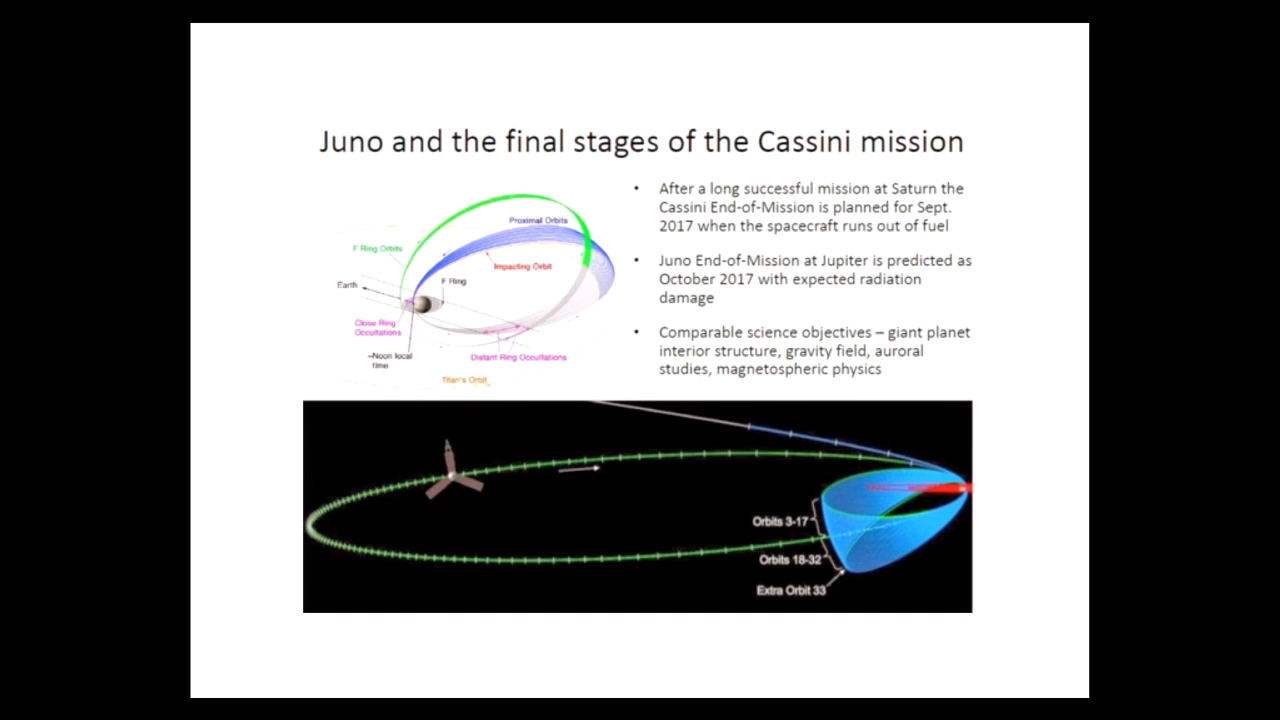 Juno and the final stages of the Cassini mission
Proximal Orbits
F Ring Orbits
Impacting Orbit
Earth
F Ring
Close Ring
Occultations
~Noon local
time
Distant Ring Occultations
Titan's Orbit
• After a long successful mission at Saturn the
Cassini End-of-Mission is planned for Sept.
2017 when the spacecraft runs out of fuel
• Juno End-of-Mission at Jupiter is predicted as
October 2017 with expected radiation
damage
• Comparable science objectives – giant planet
interior structure, gravity field, auroral
studies, magnetospheric physics
Orbits 3-17
Orbits 18-32
Extra Orbit 33